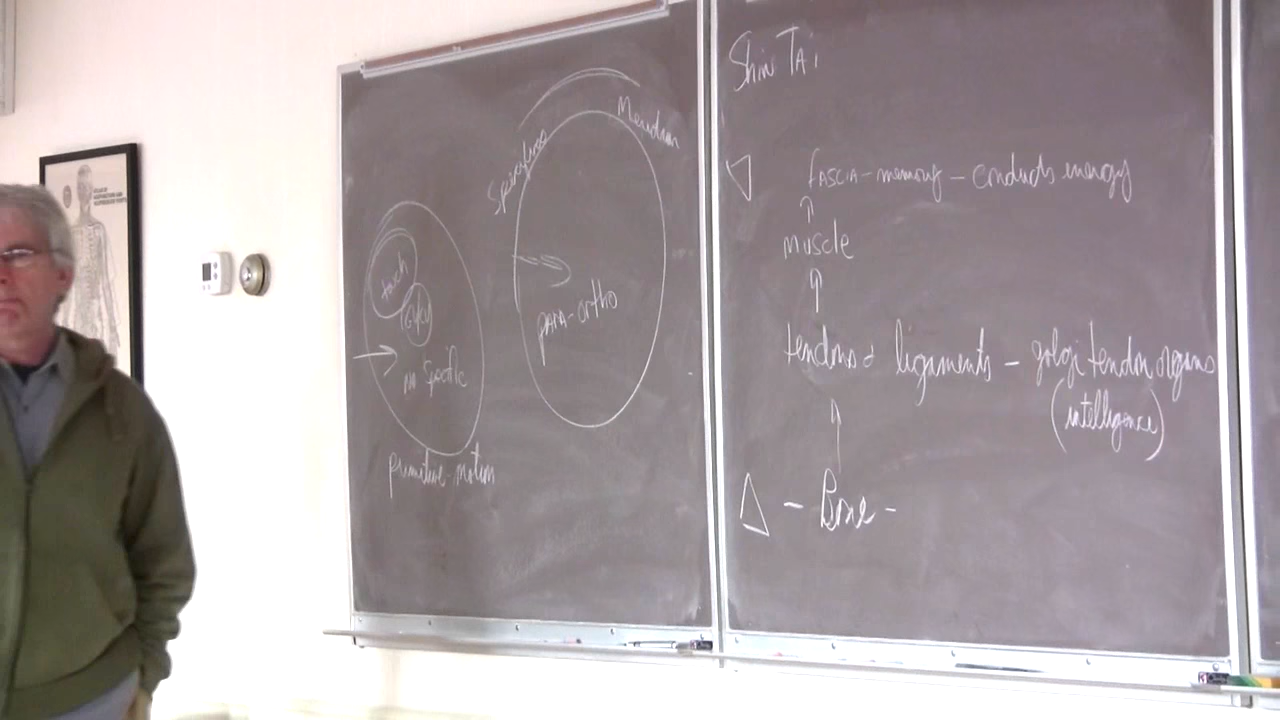 Shin Tai
Meridian
fascia - memory - conducts energy
muscle
touch
para-ortho
tendons & ligaments - golgi tendon organs
(intelligence)
no specific
primitive-motion
- Bone -